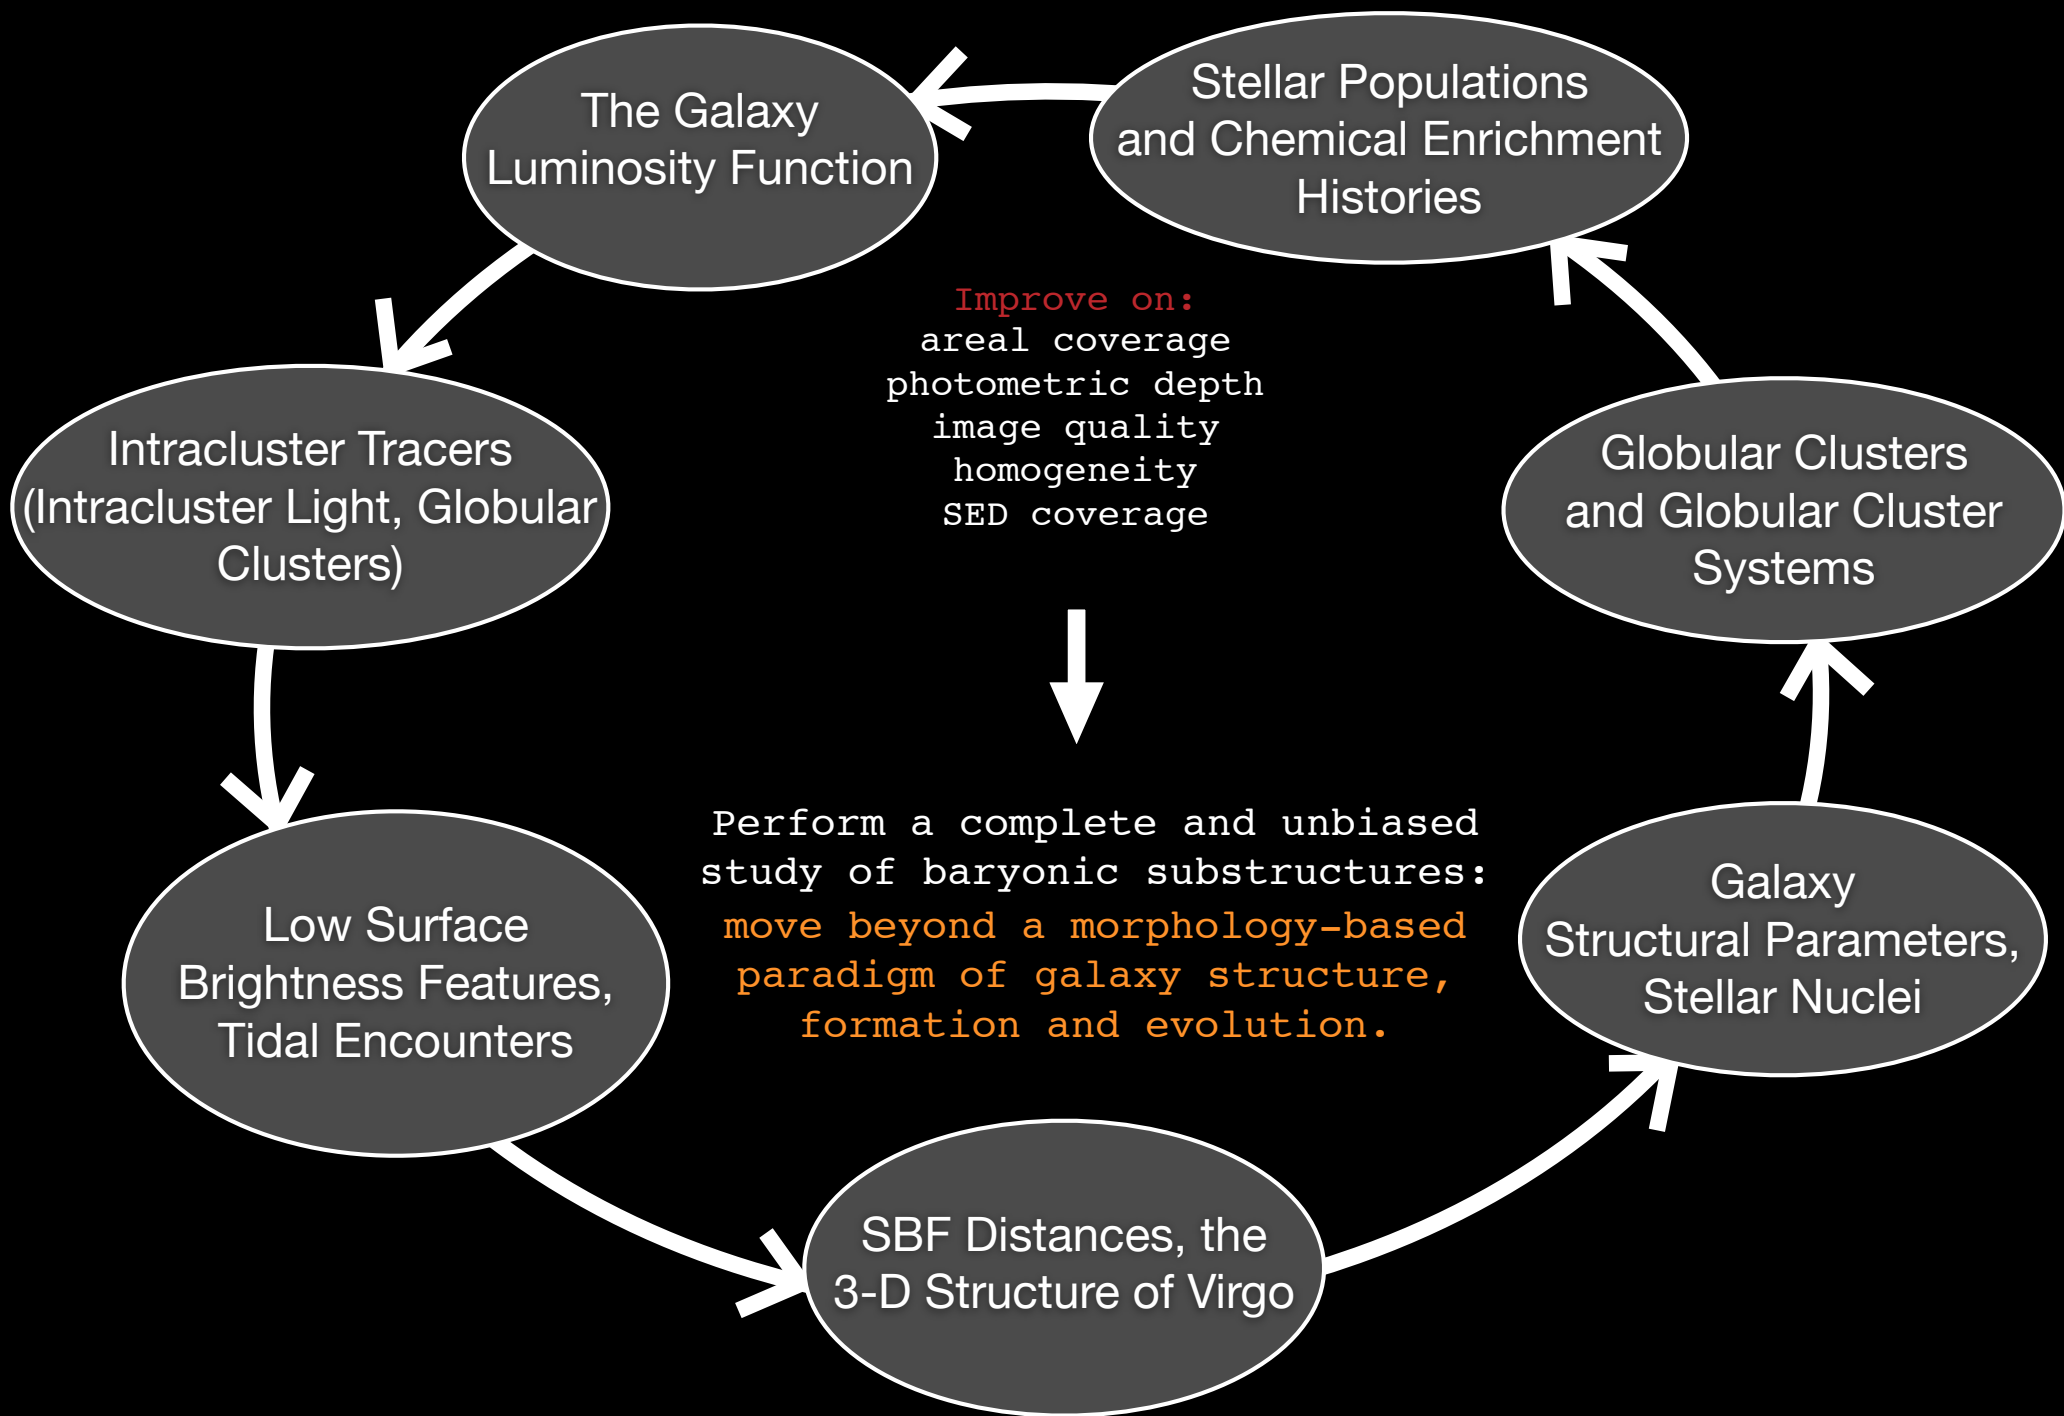 The Galaxy
Luminosity Function
Stellar Populations
and Chemical Enrichment
Histories
Improve on:
areal coverage
photometric depth
image quality
homogeneity
SED coverage
Intracluster Tracers
(Intracluster Light, Globular
Clusters)
Globular Clusters
and Globular Cluster
Systems
Perform a complete and unbiased
study of baryonic substructures:
move beyond a morphology-based
paradigm of galaxy structure,
formation and evolution.
Low Surface
Brightness Features,
Tidal Encounters
Galaxy
Structural Parameters,
Stellar Nuclei
SBF Distances, the
3-D Structure of Virgo